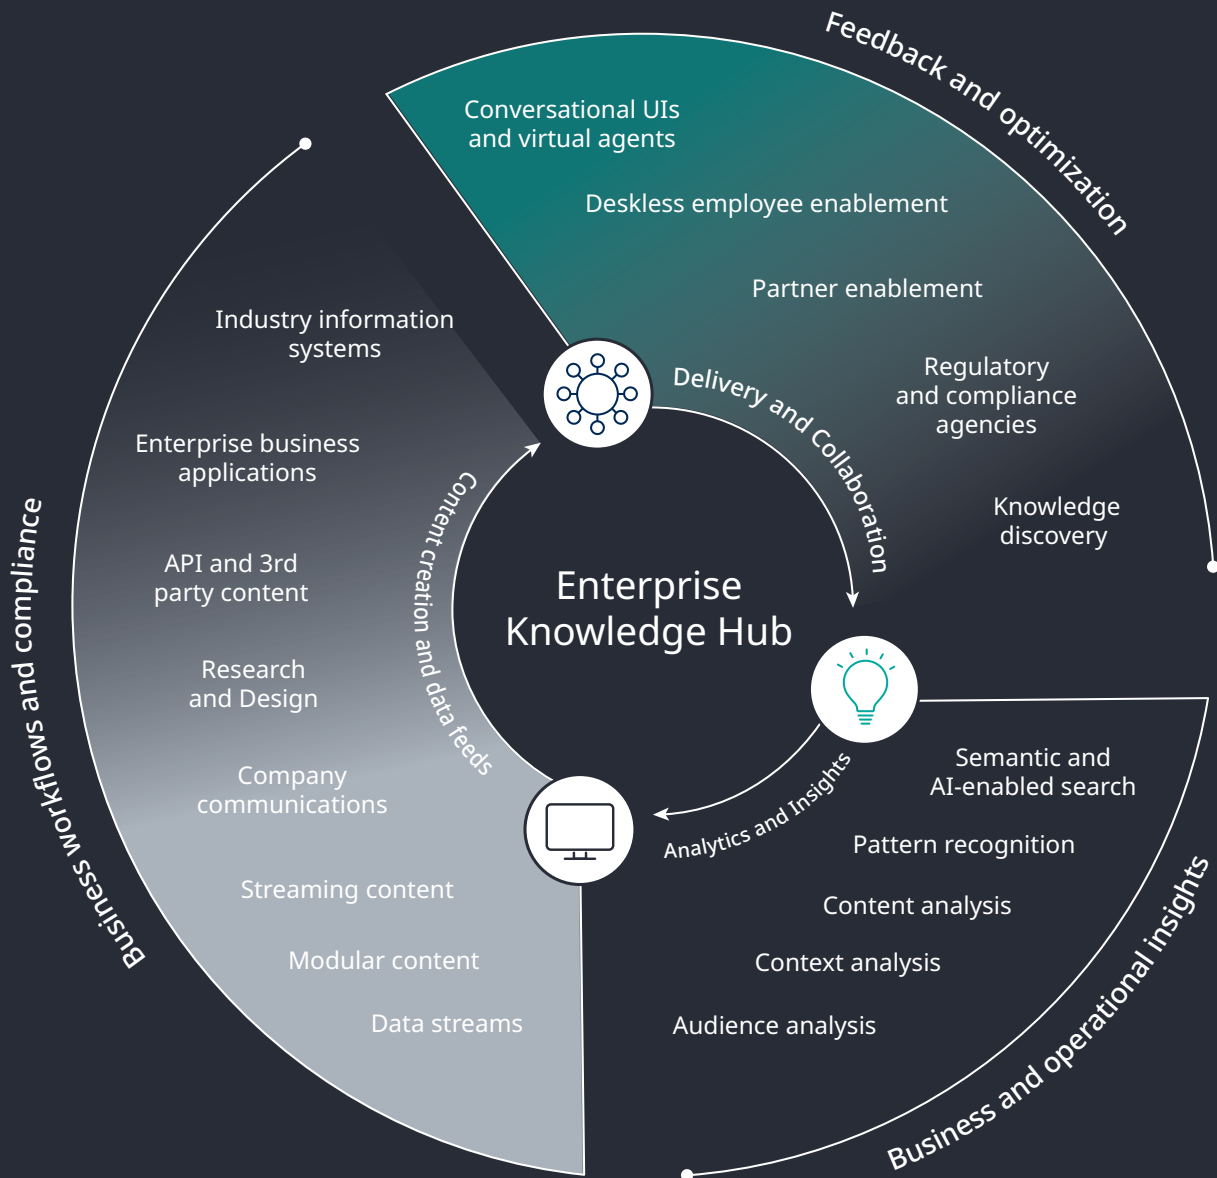 Feedback and optimization
Conversational UIs
and virtual agents
Deskless employee enablement
Partner enablement
Regulatory
and compliance
agencies
Knowledge
discovery
Delivery and Collaboration
Industry information
systems
Enterprise business
applications
API and 3rd
party content
Research
and Design
Company
communications
Streaming content
Modular content
Data streams
Business workflows and compliance
Content creation and data feeds
Enterprise
Knowledge Hub
Analytics and Insights
Semantic and
AI-enabled search
Pattern recognition
Content analysis
Context analysis
Audience analysis
Business and operational insights